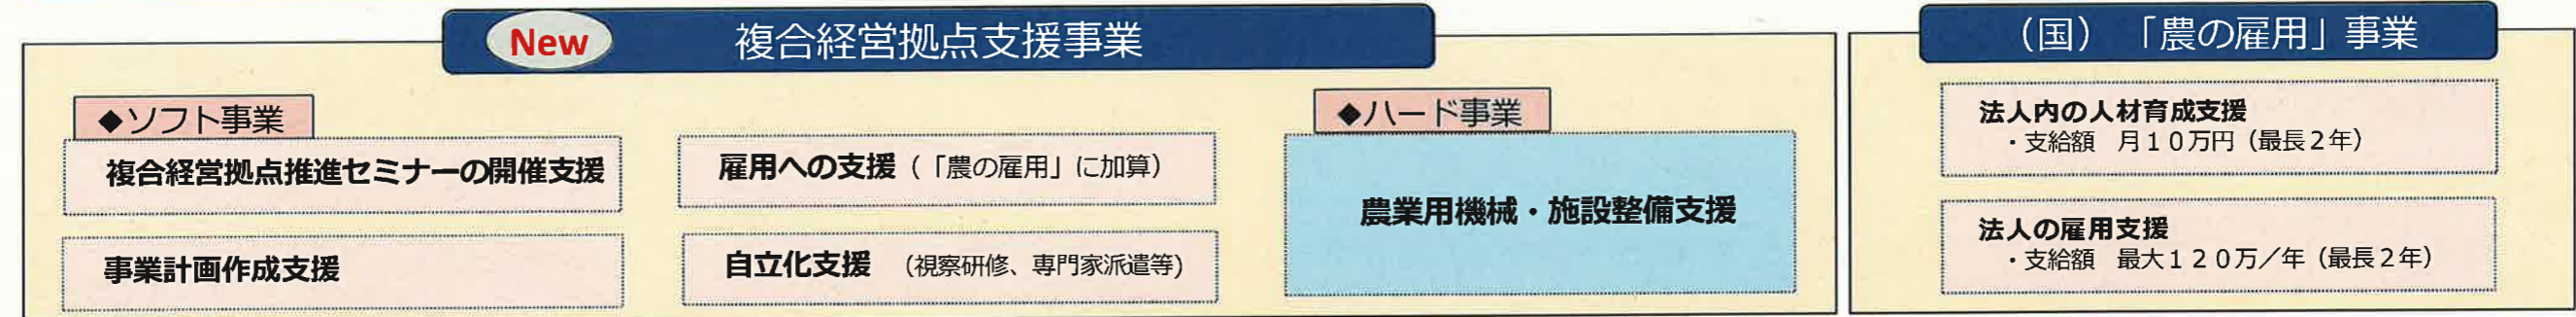 New 複合経営拠点支援事業
◆ソフト事業
複合経営拠点推進セミナーの開催支援
事業計画作成支援
雇用への支援（「農の雇用」に加算）
自立化支援 （視察研修、専門家派遣等）
◆ハード事業
農業用機械・施設整備支援
（国）「農の雇用」事業
法人内の人材育成支援
・支給額 月１０万円（最長２年）
法人の雇用支援
・支給額 最大１２０万／年（最長２年）